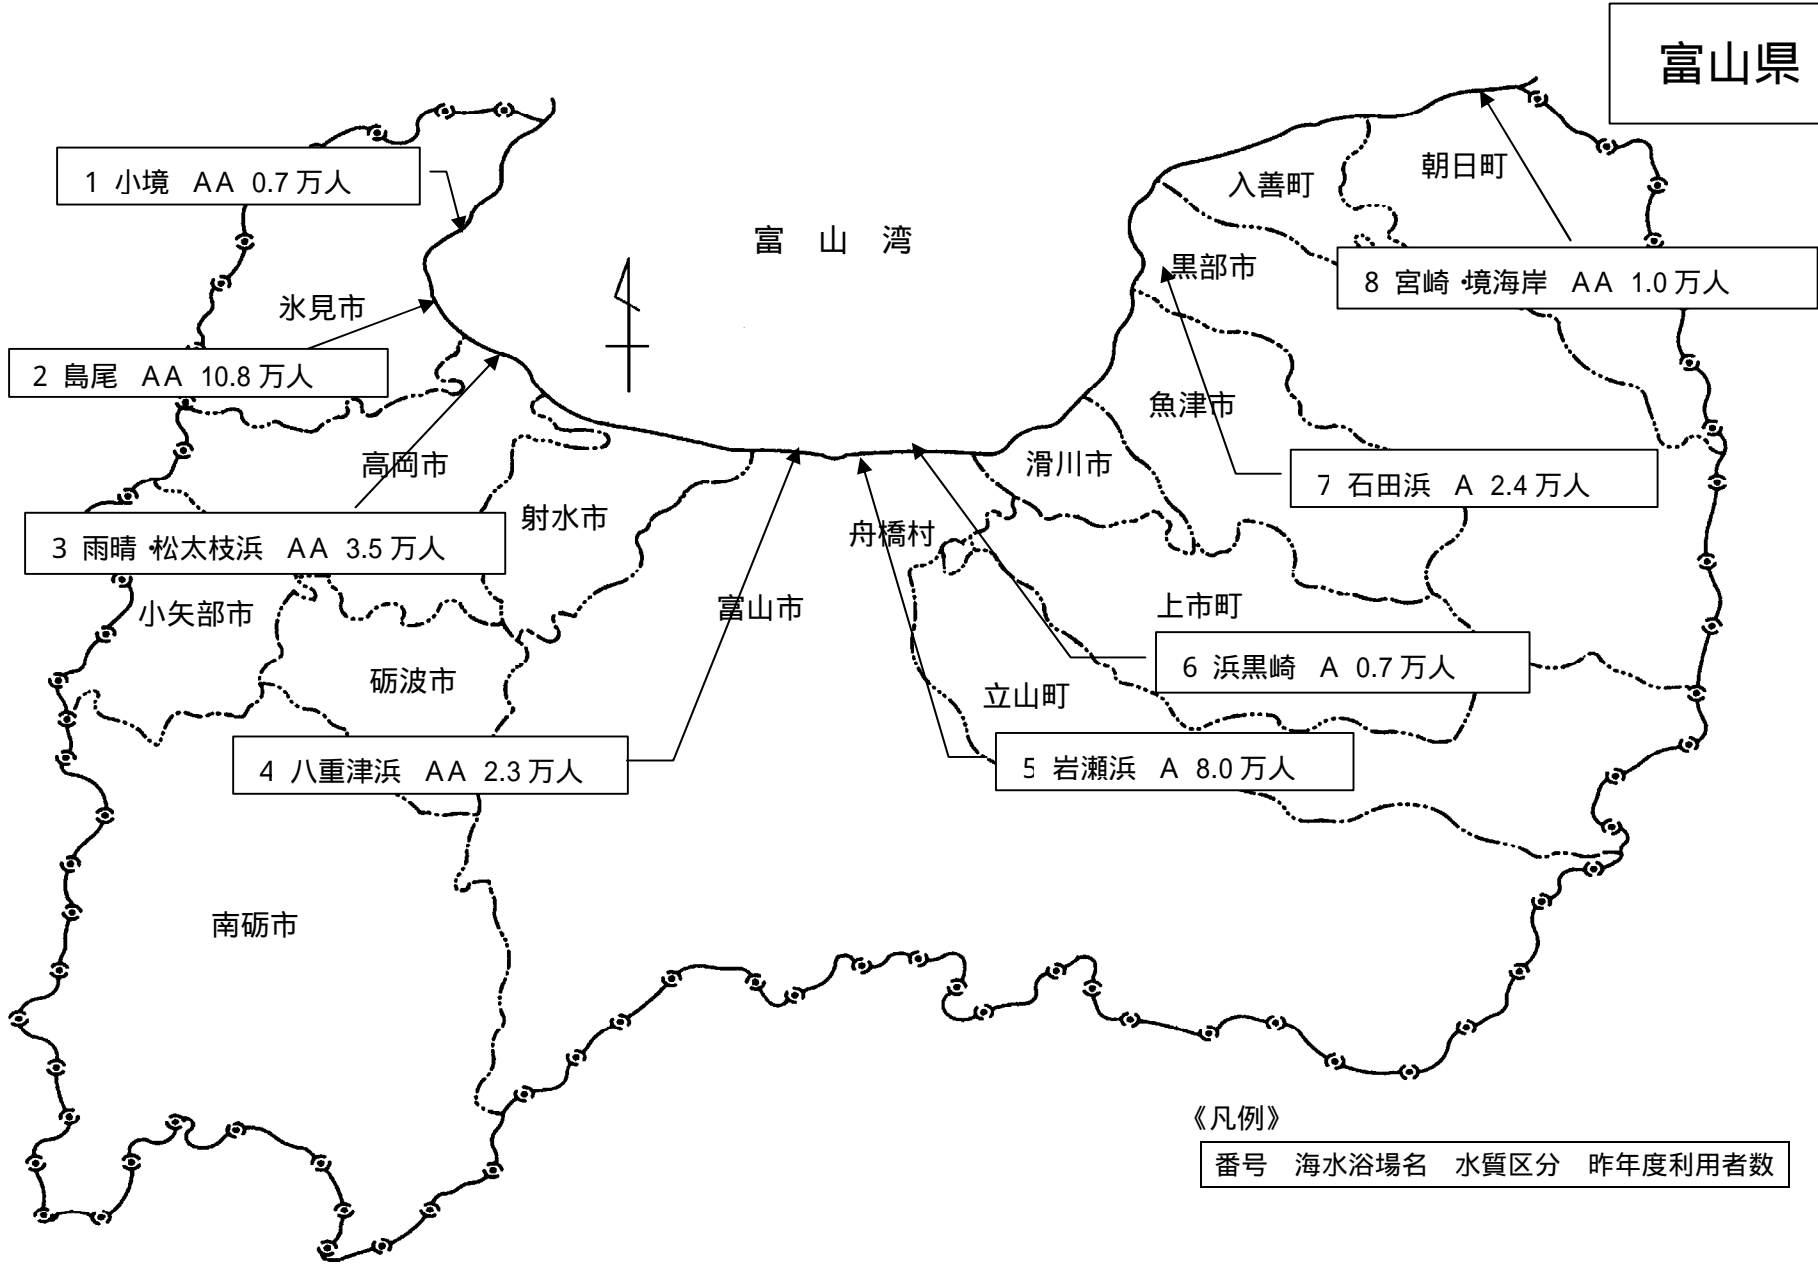 富山県
1 小境 AA 0.7 万人
朝日町
入善町
富 山 湾
黒部市
8 宮崎・境海岸 AA 1.0 万人
氷見市
2 島尾 AA 10.8 万人
魚津市
高岡市
滑川市
7 石田浜 A 2.4 万人
射水市
舟橋村
3 雨晴・松太枝浜 AA 3.5 万人
小矢部市
富山市
上市町
6 浜黒崎 A 0.7 万人
砺波市
立山町
4 八重津浜 AA 2.3 万人
5 岩瀬浜 A 8.0 万人
南砺市
《凡例》
番号 海水浴場名 水質区分 昨年度利用者数